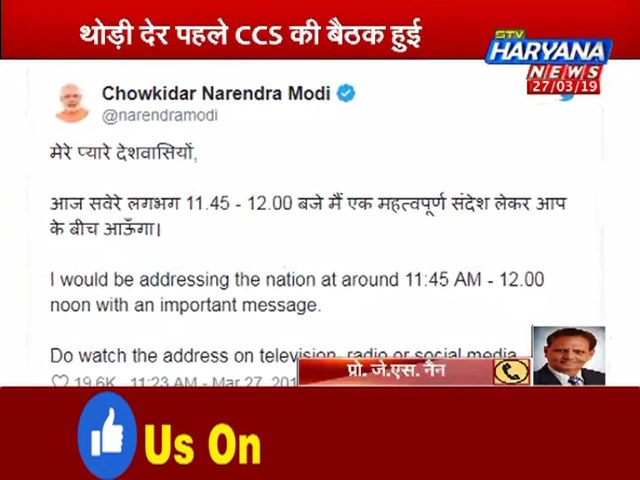 थोड़ी देर पहले CCS की बैठक हुई
STV
HARYANA
NEWS
27/03/19
Chowkidar Narendra Modi
@narendramodi
मेरे प्यारे देशवासियों,
आज सवेरे लगभग 11.45 - 12.00 बजे मैं एक महत्वपूर्ण संदेश लेकर आप
के बीच आऊँगा।
I would be addressing the nation at around 11:45 AM - 12.00
noon with an important message.
Do watch the address on television, radio or social media
19.6K 11:23 AM - Mar 27, 201
प्रो. जे.एस. नैन
Us On